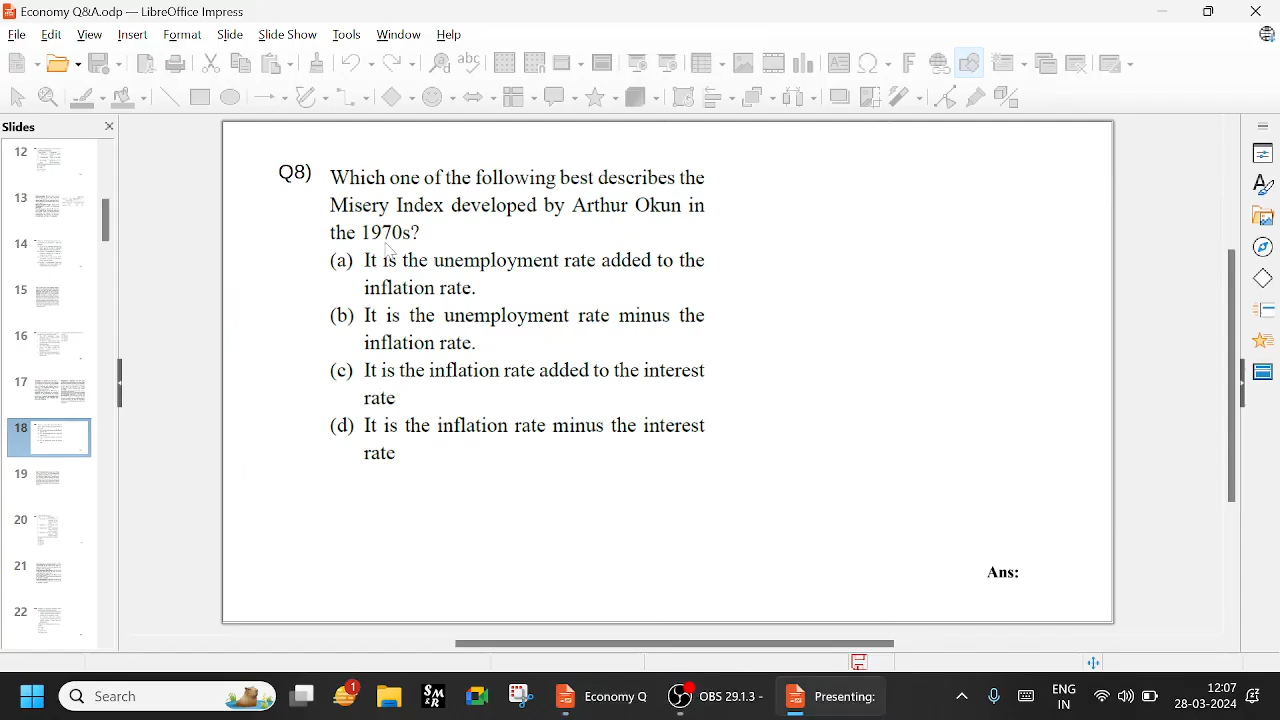 Economy Q&A.odp — LibreOffice Impress
File Edit View Insert Format Slide Slide Show Tools Window Help
Slides
12
13
14
15
16
17
18
19
20
21
22
Q8) Which one of the following best describes the
Misery Index developed by Arthur Okun in
the 1970s?
(a) It is the unemployment rate added to the
inflation rate.
(b) It is the unemployment rate minus the
inflation rate.
(c) It is the inflation rate added to the interest
rate
(d) It is the inflation rate minus the interest
rate
Ans:
Search
1
Economy Q
OBS 29.1.3 -
Presenting:
ENG
IN
28-03-2024